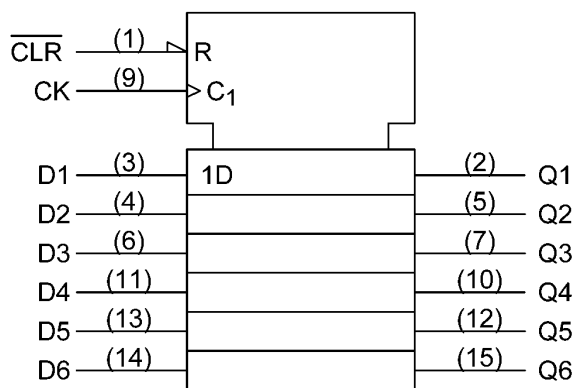 C̅L̅R̅ (1) R
CK (9) C₁
D1 (3) 1D (2) Q1
D2 (4) (5) Q2
D3 (6) (7) Q3
D4 (11) (10) Q4
D5 (13) (12) Q5
D6 (14) (15) Q6